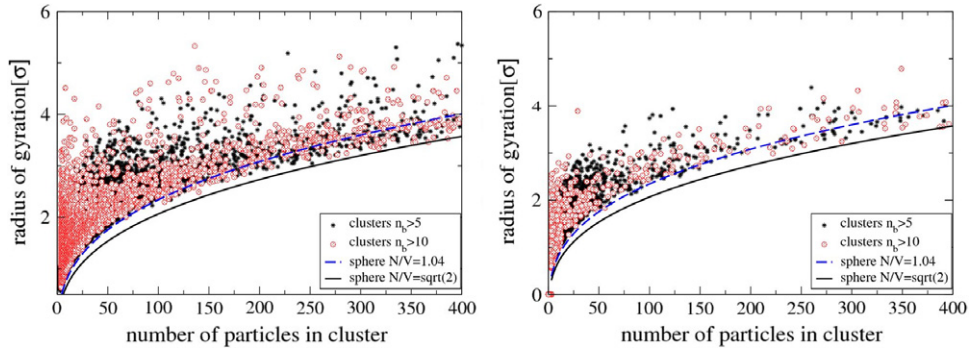 6
4
2
radius of gyration[σ]
0 50 100 150 200 250 300 350 400
number of particles in cluster
clusters n_b>5
clusters n_b>10
sphere N/V=1.04
sphere N/V=sqrt(2)
6
4
2
0
radius of gyration[σ]
0 50 100 150 200 250 300 350 400
number of particles in cluster
clusters n_b>5
clusters n_b>10
sphere N/V=1.04
sphere N/V=sqrt(2)